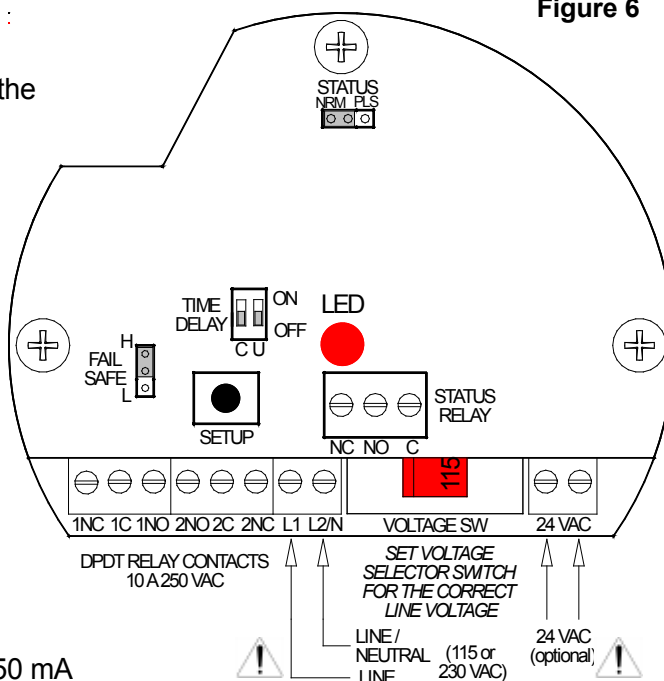 Figure 6
:
the
STATUS
NRM PLS
TIME
DELAY
ON
OFF
C U
LED
H
FAIL
SAFE
L
SETUP
STATUS
RELAY
NC NO C
115
1NC 1C 1NO 2NO 2C 2NC L1 L2/N VOLTAGE SW 24 VAC
DPDT RELAY CONTACTS
10 A 250 VAC
SET VOLTAGE
SELECTOR SWITCH
FOR THE CORRECT
LINE VOLTAGE
LINE /
NEUTRAL
LINE
(115 or
230 VAC)
24 VAC
(optional)
50 mA